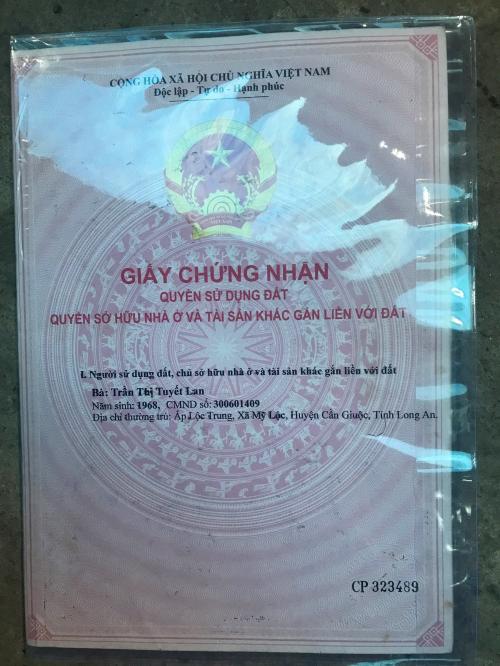 CỘNG HÒA XÃ HỘI CHỦ NGHĨA VIỆT NAM
Độc lập - Tự do - Hạnh phúc
VIỆT NAM
GIẤY CHỨNG NHẬN
QUYỀN SỬ DỤNG ĐẤT
QUYỀN SỞ HỮU NHÀ Ở VÀ TÀI SẢN KHÁC GẮN LIỀN VỚI ĐẤT
I. Người sử dụng đất, chủ sở hữu nhà ở và tài sản khác gắn liền với đất
Bà: Trần Thị Tuyết Lan
Năm sinh: 1968, CMND số: 300601409
Địa chỉ thường trú: Ấp Lộc Trung, Xã Mỹ Lộc, Huyện Cần Giuộc, Tỉnh Long An.
CP 323489